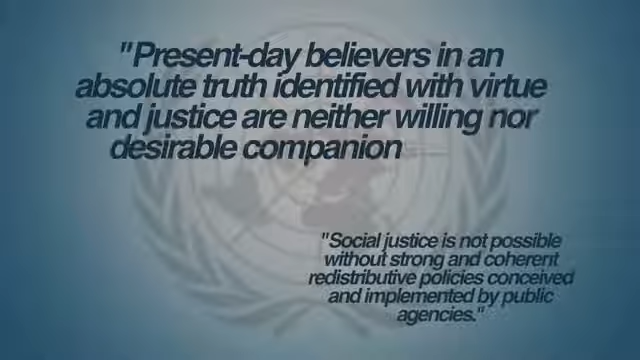 "Present-day believers in an
absolute truth identified with virtue
and justice are neither willing nor
desirable companion
"Social justice is not possible
without strong and coherent
redistributive policies conceived
and implemented by public
agencies."